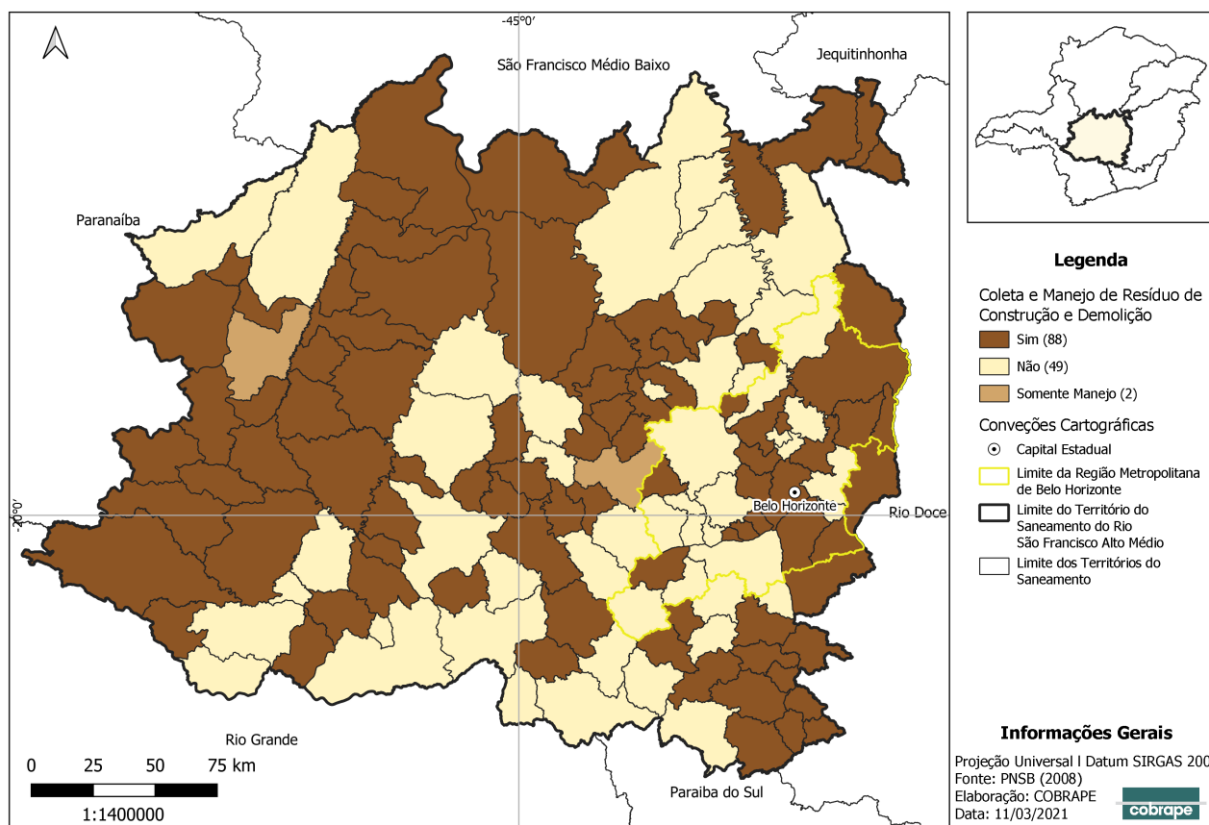 -45°0'
São Francisco Médio Baixo
Jequitinhonha
Paranaíba
Belo Horizonte
-20°0'
Rio Doce
Rio Grande
Paraiba do Sul
0 25 50 75 km
1:1400000
Legenda
Coleta e Manejo de Resíduo de
Construção e Demolição
Sim (88)
Não (49)
Somente Manejo (2)
Conveções Cartográficas
Capital Estadual
Limite da Região Metropolitana
de Belo Horizonte
Limite do Território do
Saneamento do Rio
São Francisco Alto Médio
Limite dos Territórios do
Saneamento
Informações Gerais
Projeção Universal l Datum SIRGAS 200
Fonte: PNSB (2008)
Elaboração: COBRAPE
Data: 11/03/2021
cobrape